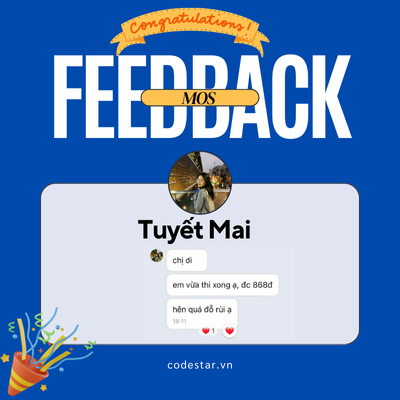 Congratulations!
FEEDBACK
MOS
Tuyết Mai
chị ơi
em vừa thi xong ạ, đc 868đ
hên quá đỗ rùi ạ
18:11
1
codestar.vn